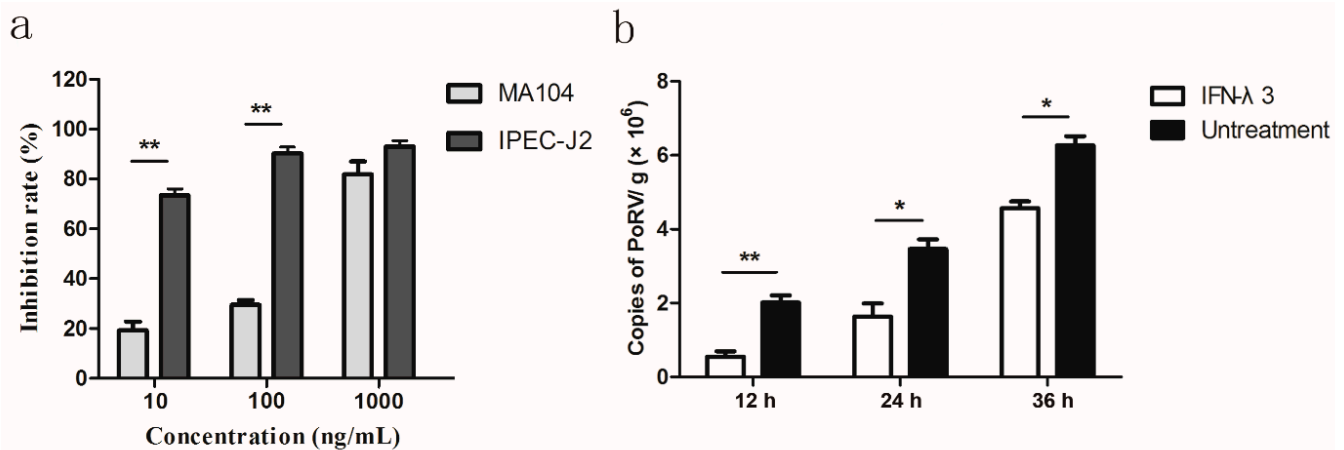 a
120
100
80
60
40
20
0
Inhibition rate (%)
**
**
10
100
1000
Concentration (ng/mL)
MA104
IPEC-J2
b
8
6
4
2
0
Copies of PoRV/ g (× 10⁶)
**
*
*
12 h
24 h
36 h
IFN-λ 3
Untreatment